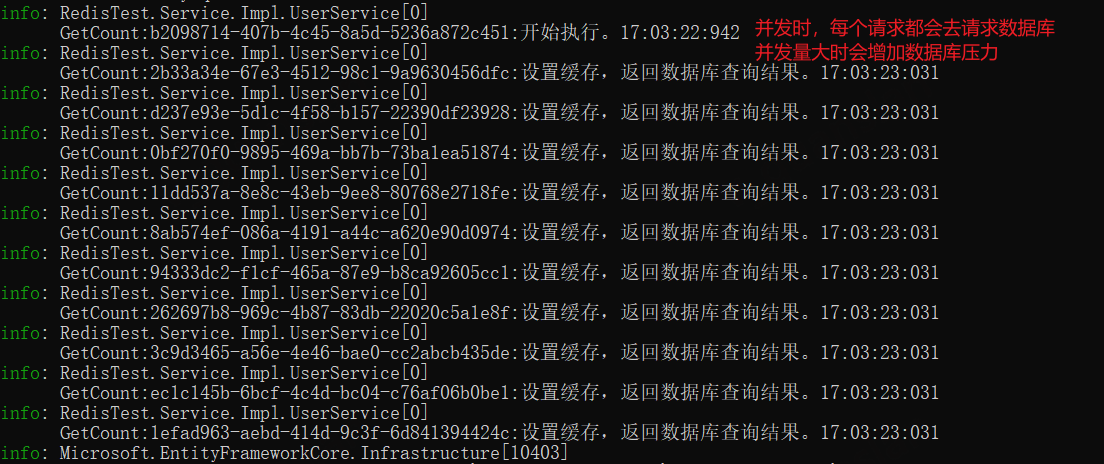 info: RedisTest.Service.Impl.UserService[0]
GetCount:b2098714-407b-4c45-8a5d-5236a872c451:开始执行。17:03:22:942
并发时，每个请求都会去请求数据库
并发量大时会增加数据库压力
info: RedisTest.Service.Impl.UserService[0]
GetCount:2b33a34e-67e3-4512-98c1-9a9630456dfc:设置缓存，返回数据库查询结果。17:03:23:031
info: RedisTest.Service.Impl.UserService[0]
GetCount:d237e93e-5d1c-4f58-b157-22390df23928:设置缓存，返回数据库查询结果。17:03:23:031
info: RedisTest.Service.Impl.UserService[0]
GetCount:0bf270f0-9895-469a-bb7b-73ba1ea51874:设置缓存，返回数据库查询结果。17:03:23:031
info: RedisTest.Service.Impl.UserService[0]
GetCount:11dd537a-8e8c-43eb-9ee8-80768e2718fe:设置缓存，返回数据库查询结果。17:03:23:031
info: RedisTest.Service.Impl.UserService[0]
GetCount:8ab574ef-086a-4191-a44c-a620e90d0974:设置缓存，返回数据库查询结果。17:03:23:031
info: RedisTest.Service.Impl.UserService[0]
GetCount:94333dc2-f1cf-465a-87e9-b8ca92605cc1:设置缓存，返回数据库查询结果。17:03:23:031
info: RedisTest.Service.Impl.UserService[0]
GetCount:262697b8-969c-4b87-83db-22020c5a1e8f:设置缓存，返回数据库查询结果。17:03:23:031
info: RedisTest.Service.Impl.UserService[0]
GetCount:3c9d3465-a56e-4e46-bae0-cc2abcb435de:设置缓存，返回数据库查询结果。17:03:23:031
info: RedisTest.Service.Impl.UserService[0]
GetCount:ec1c145b-6bcf-4c4d-bc04-c76af06b0be1:设置缓存，返回数据库查询结果。17:03:23:031
info: RedisTest.Service.Impl.UserService[0]
GetCount:1efad963-aebd-414d-9c3f-6d841394424c:设置缓存，返回数据库查询结果。17:03:23:031
info: Microsoft.EntityFrameworkCore.Infrastructure[10403]